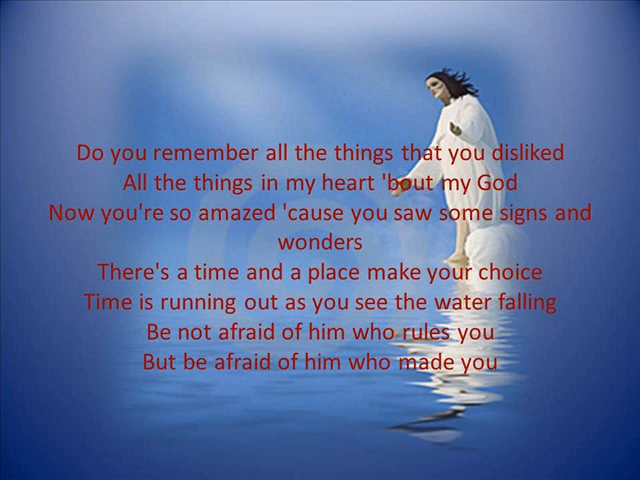 Do you remember all the things that you disliked
All the things in my heart 'bout my God
Now you're so amazed 'cause you saw some signs and
wonders
There's a time and a place make your choice
Time is running out as you see the water falling
Be not afraid of him who rules you
But be afraid of him who made you